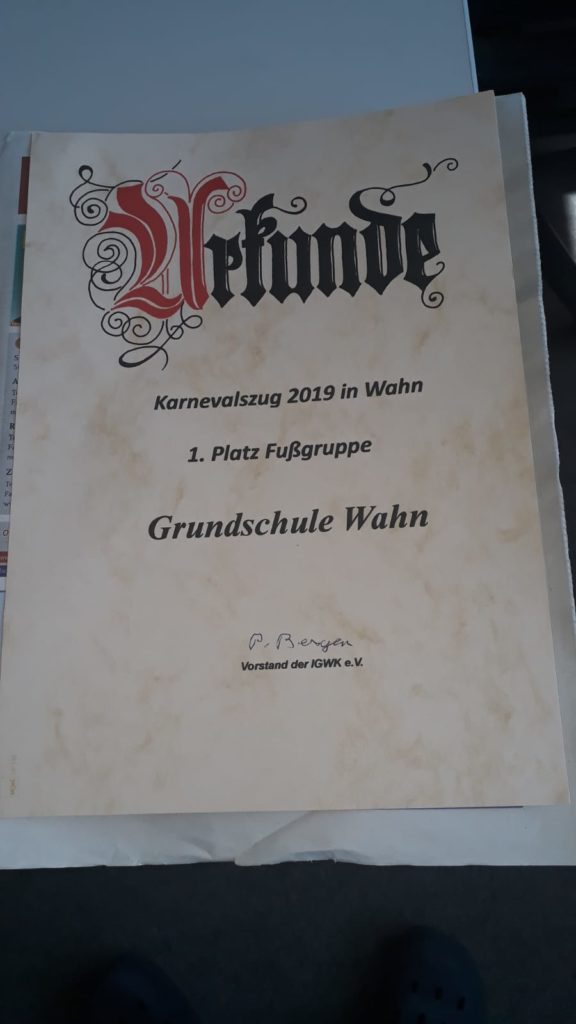 Urkunde
Karnevalszug 2019 in Wahn
1. Platz Fußgruppe
Grundschule Wahn
P. Bergen
Vorstand der IGWK e.V.